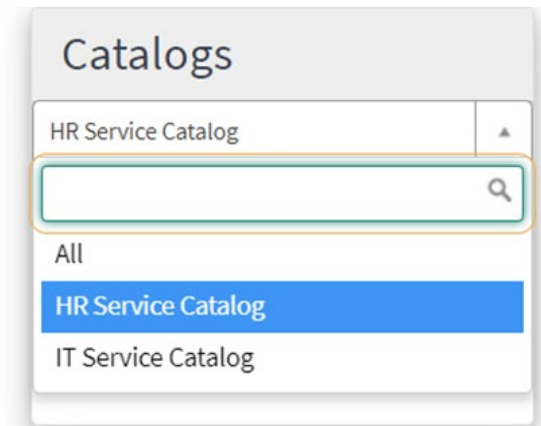 Catalogs
HR Service Catalog
All
HR Service Catalog
IT Service Catalog